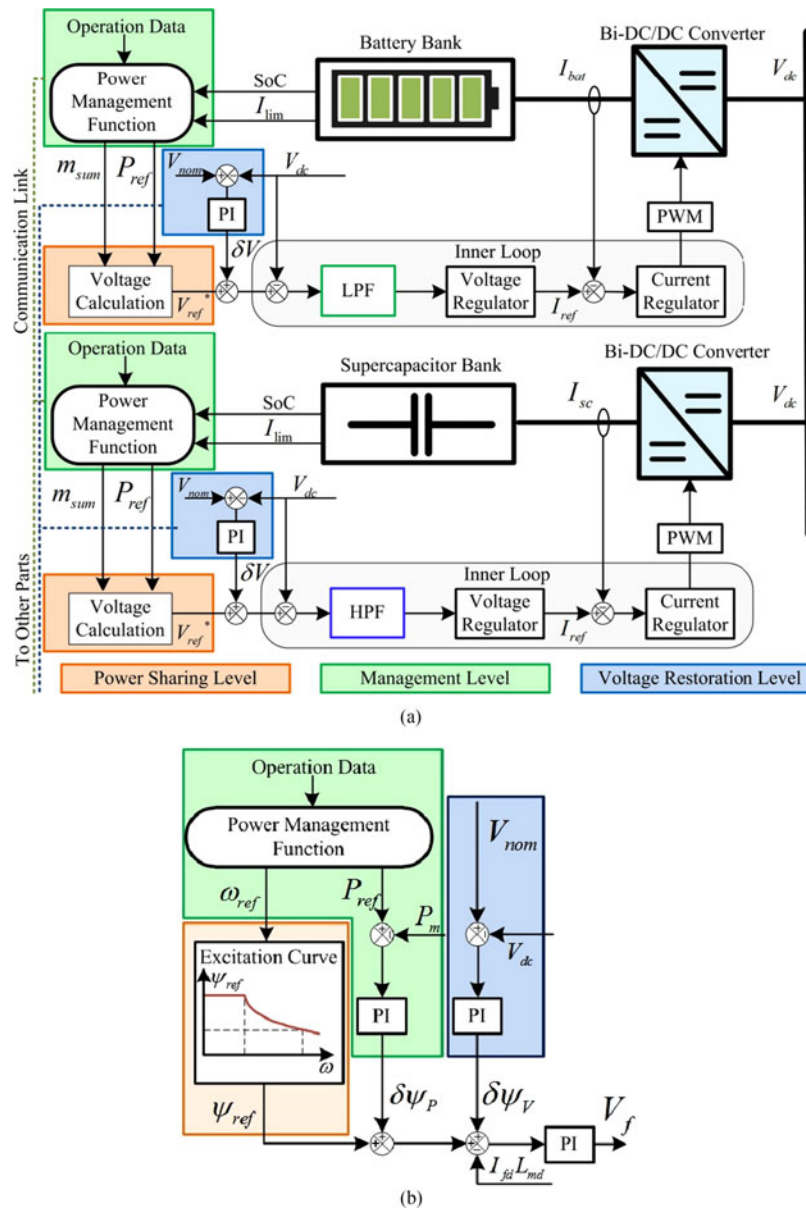 Operation Data
Power
Management
Function
SoC
I_lim
Battery Bank
I_bat
Bi-DC/DC Converter
V_dc
m_sum
P_ref
V_nom
V_dc
PI
δV
PWM
Inner Loop
Voltage
Calculation
V_ref*
LPF
Voltage
Regulator
I_ref
Current
Regulator
Communication Link
Operation Data
Power
Management
Function
SoC
I_lim
Supercapacitor Bank
I_sc
Bi-DC/DC Converter
V_dc
m_sum
P_ref
V_nom
V_dc
PI
δV
PWM
Inner Loop
Voltage
Calculation
V_ref*
HPF
Voltage
Regulator
I_ref
Current
Regulator
To Other Parts
Power Sharing Level
Management Level
Voltage Restoration Level
(a)
Operation Data
Power Management
Function
V_nom
ω_ref
P_ref
P_m
V_dc
Excitation Curve
ψ_ref
ω
PI
PI
ψ_ref
δψ_P
δψ_V
PI
V_f
I_fd L_md
(b)